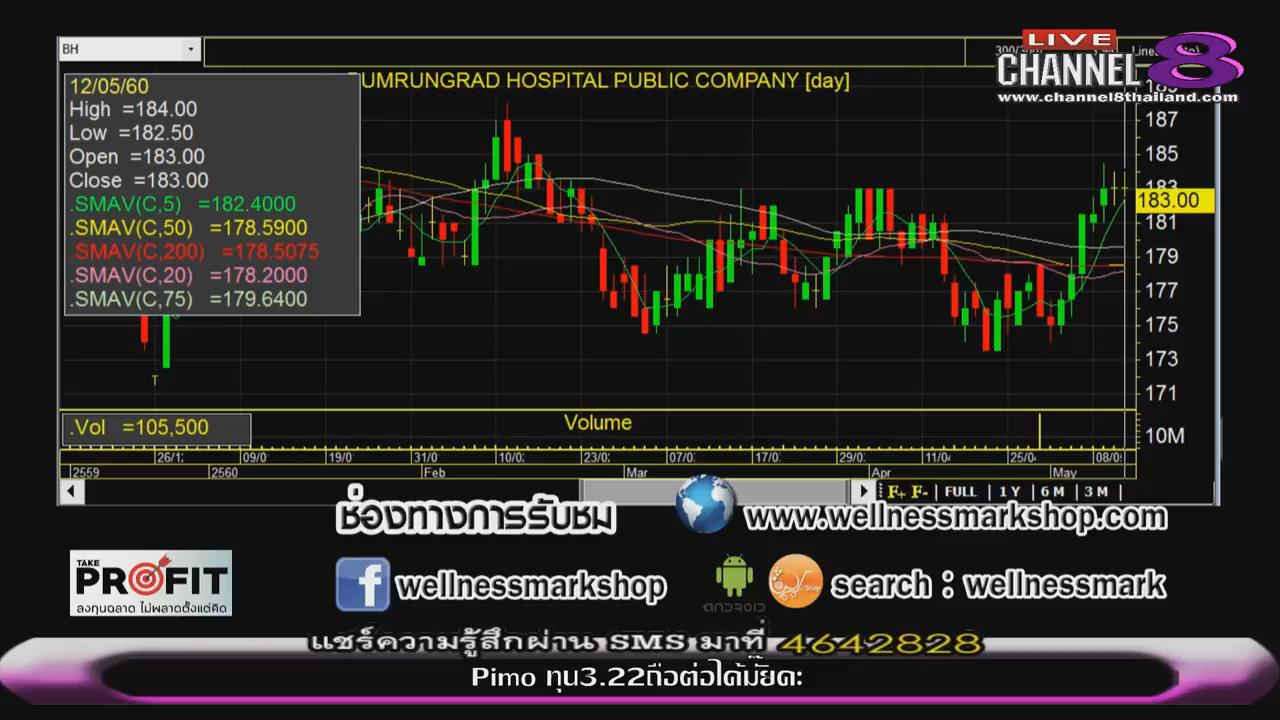 BH
LIVE
CHANNEL 8
www.channel8thailand.com
BUMRUNGRAD HOSPITAL PUBLIC COMPANY [day]
12/05/60
High =184.00
Low =182.50
Open =183.00
Close =183.00
.SMAV(C,5) =182.4000
.SMAV(C,50) =178.5900
.SMAV(C,200) =178.5075
.SMAV(C,20) =178.2000
.SMAV(C,75) =179.6400
187
185
183
183.00
181
179
177
175
173
171
.Vol =105,500
Volume
10M
26/1 09/0 19/0 31/0 10/0 23/0 07/0 17/0 29/0 11/0 25/0 08/0
2559 2560 Feb Mar Apr May
F+ F- FULL 1 Y 6 M 3 M
ช่องทางการรับชม
www.wellnessmarkshop.com
TAKE PROFIT
ลงทุนฉลาด ไม่พลาดตั้งแต่คิด
wellnessmarkshop
ANDROID
Shop
search : wellnessmark
แชร์ความรู้สึกผ่าน SMS มาที่ 4642828
Pimo ทุน3.22ถือต่อได้มั๊ยคะ